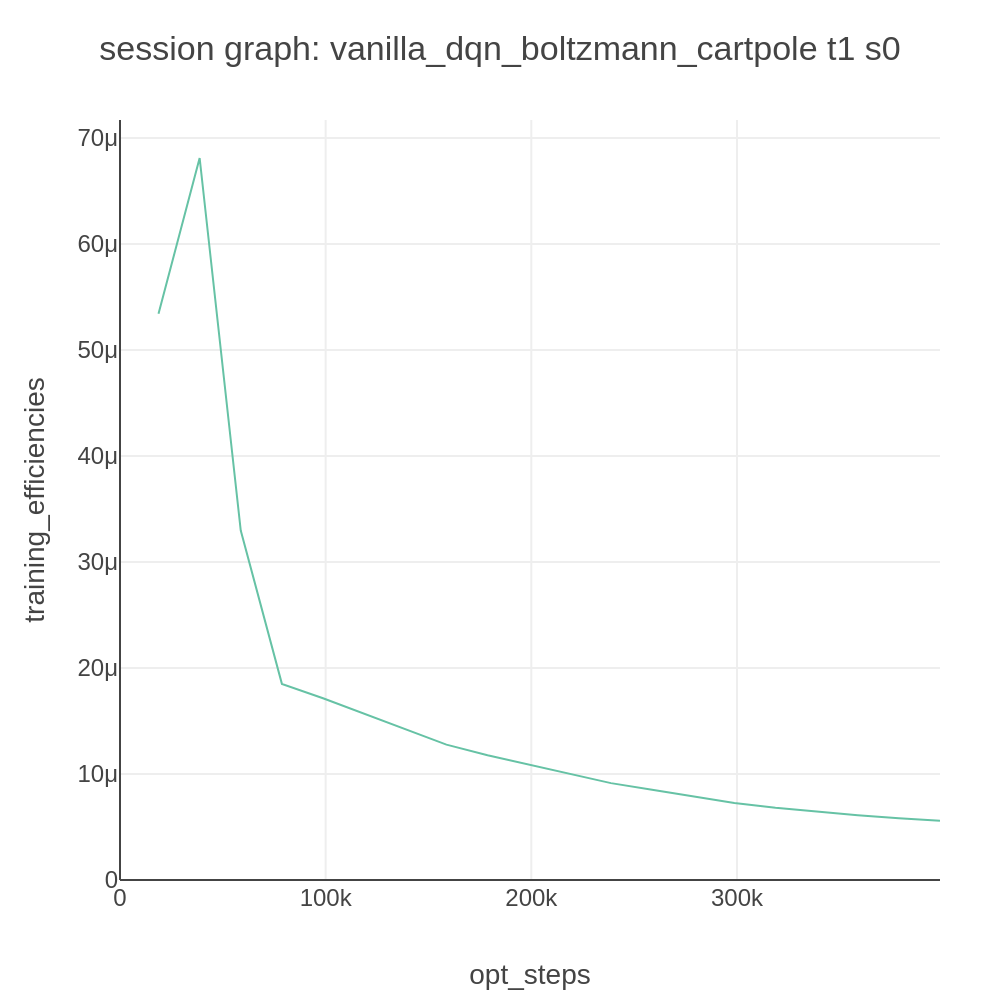 session graph: vanilla_dqn_boltzmann_cartpole t1 s0
70μ
60μ
50μ
40μ
30μ
20μ
10μ
0
training_efficiencies
0 100k 200k 300k
opt_steps